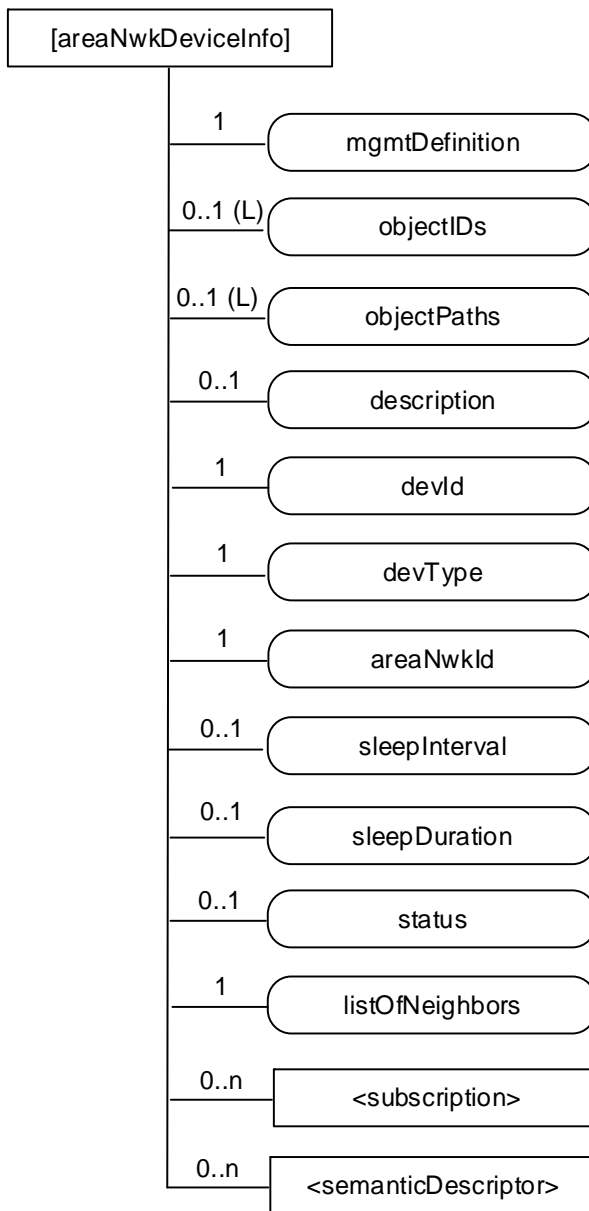 [areaNwkDeviceInfo]
1
mgmtDefinition
0..1 (L)
objectIDs
0..1 (L)
objectPaths
0..1
description
1
devId
1
devType
1
areaNwkId
0..1
sleepInterval
0..1
sleepDuration
0..1
status
1
listOfNeighbors
0..n
<subscription>
0..n
<semanticDescriptor>